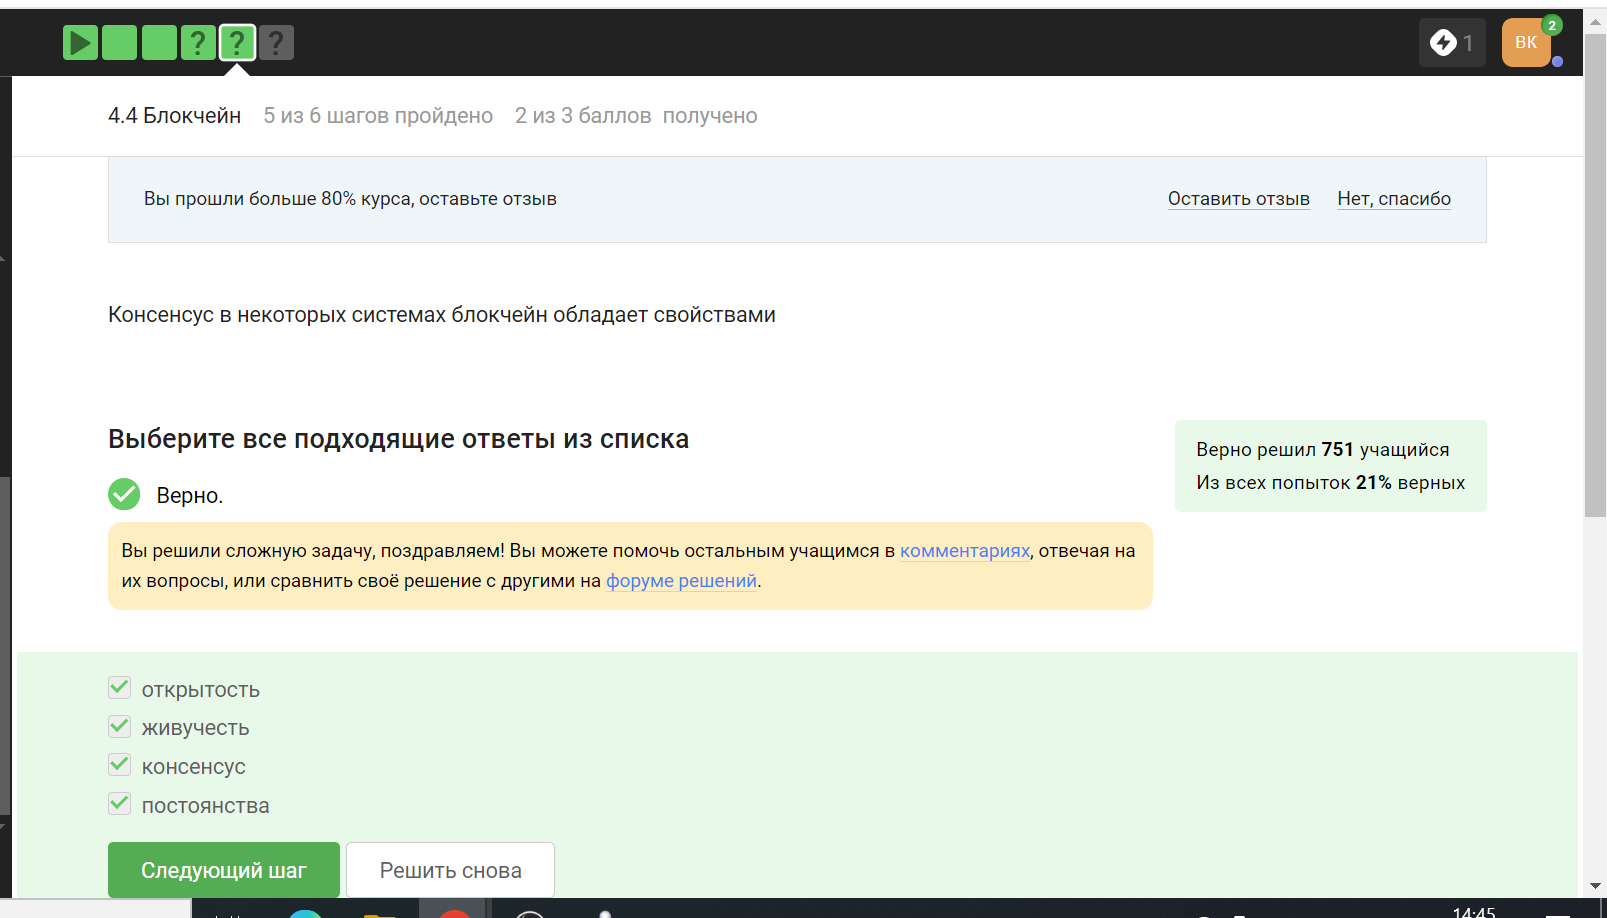 ? ? ?
1
ВК
2
4.4 Блокчейн 5 из 6 шагов пройдено 2 из 3 баллов получено
Вы прошли больше 80% курса, оставьте отзыв Оставить отзыв Нет, спасибо
Консенсус в некоторых системах блокчейн обладает свойствами
Выберите все подходящие ответы из списка
Верно решил 751 учащийся
Из всех попыток 21% верных
Верно.
Вы решили сложную задачу, поздравляем! Вы можете помочь остальным учащимся в комментариях, отвечая на
их вопросы, или сравнить своё решение с другими на форуме решений.
открытость
живучесть
консенсус
постоянства
Следующий шаг Решить снова
14:45